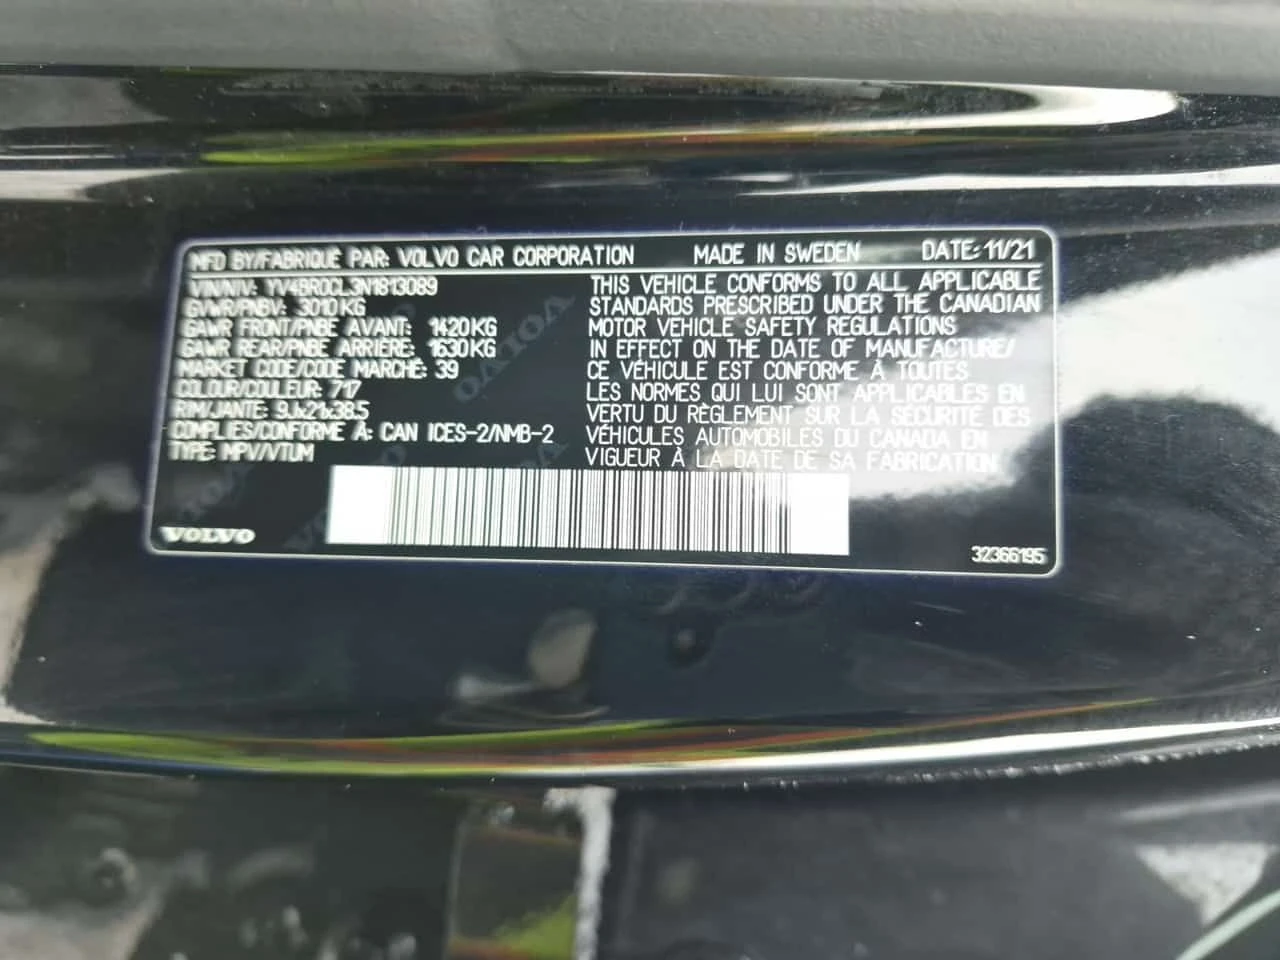 MFD BY/FABRIQUÉ PAR: VOLVO CAR CORPORATION MADE IN SWEDEN DATE: 11/21
VIN/NIV: YV4BR0CL3N1813089
GVWR/PNBV: 3010 KG
GAWR FRONT/PNBE AVANT: 1420 KG
GAWR REAR/PNBE ARRIÈRE: 1630 KG
MARKET CODE/CODE MARCHÉ: 39
COLOUR/COULEUR: 717
RIM/JANTE: 9Jx21x38.5
COMPLIES/CONFORME À: CAN ICES-2/NMB-2
TYPE: MPV/VTUM
THIS VEHICLE CONFORMS TO ALL APPLICABLE
STANDARDS PRESCRIBED UNDER THE CANADIAN
MOTOR VEHICLE SAFETY REGULATIONS
IN EFFECT ON THE DATE OF MANUFACTURE/
CE VÉHICULE EST CONFORME À TOUTES
LES NORMES QUI LUI SONT APPLICABLES EN
VERTU DU RÈGLEMENT SUR LA SÉCURITÉ DES
VÉHICULES AUTOMOBILES DU CANADA EN
VIGUEUR À LA DATE DE SA FABRICATION
VOLVO
32366195